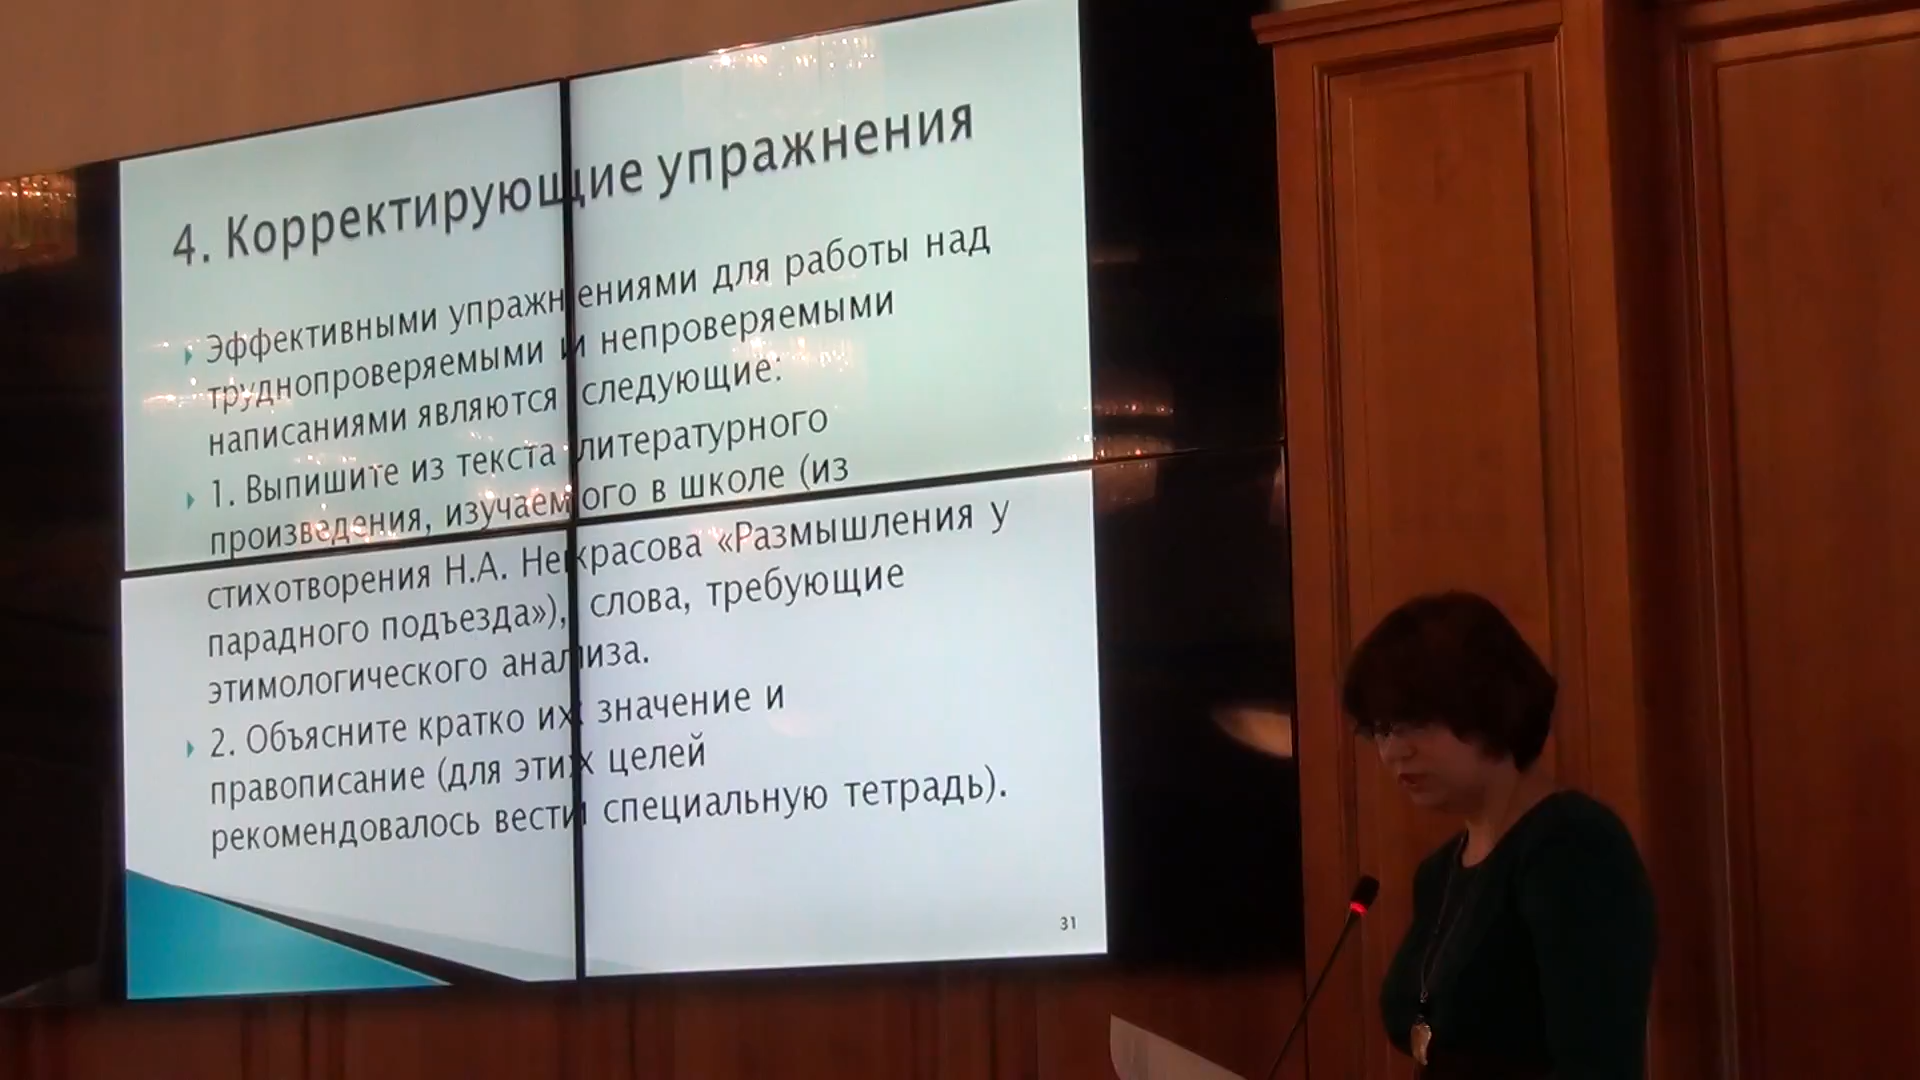 4. Корректирующие упражнения
Эффективными упражнениями для работы над
труднопроверяемыми и непроверяемыми
написаниями являются следующие:
1. Выпишите из текста литературного
произведения, изучаемого в школе (из
стихотворения Н.А. Некрасова «Размышления у
парадного подъезда»), слова, требующие
этимологического анализа.
2. Объясните кратко их значение и
правописание (для этих целей
рекомендовалось вести специальную тетрадь).
31